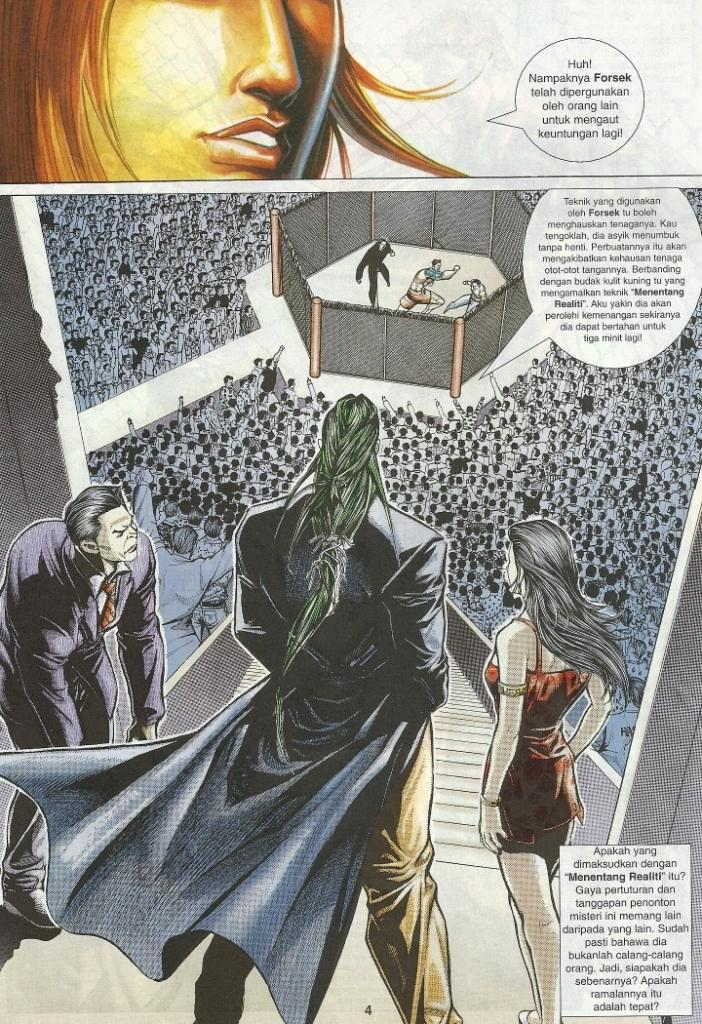 Huh!
Nampaknya Forsek
telah dipergunakan
oleh orang lain
untuk mengaut
keuntungan lagi!
Teknik yang digunakan
oleh Forsek tu boleh
menghauskan tenaganya. Kau
tengoklah, dia asyik menumbuk
tanpa henti. Perbuatannya itu akan
mengakibatkan kehausan tenaga
otot-otot tangannya. Berbanding
dengan budak kulit kuning tu yang
mengamalkan teknik "Menentang
Realiti". Aku yakin dia akan
perolehi kemenangan sekiranya
dia dapat bertahan untuk
tiga minit lagi!
Apakah yang
dimaksudkan dengan
"Menentang Realiti" itu?
Gaya pertuturan dan
tanggapan penonton
misteri ini memang lain
daripada yang lain. Sudah
pasti bahawa dia
bukanlah calang-calang
orang. Jadi, siapakah dia
sebenarnya? Apakah
ramalannya itu
adalah tepat?
4